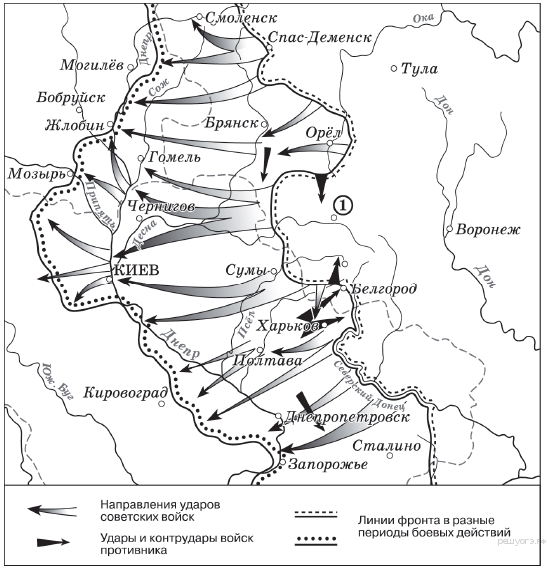 Смоленск
Ока
Спас-Деменск
Днепр
Могилёв
Тула
Сож
Бобруйск
Дон
Жлобин
Брянск
Орёл
Гомель
Мозырь
Припять
1
Чернигов
Десна
Воронеж
КИЕВ
Сумы
Дон
Белгород
Псёл
Харьков
Днепр
Полтава
Северский Донец
Юж. Буг
Кировоград
Днепропетровск
Сталино
Запорожье
Направления ударов
советских войск
Удары и контрудары войск
противника
Линии фронта в разные
периоды боевых действий